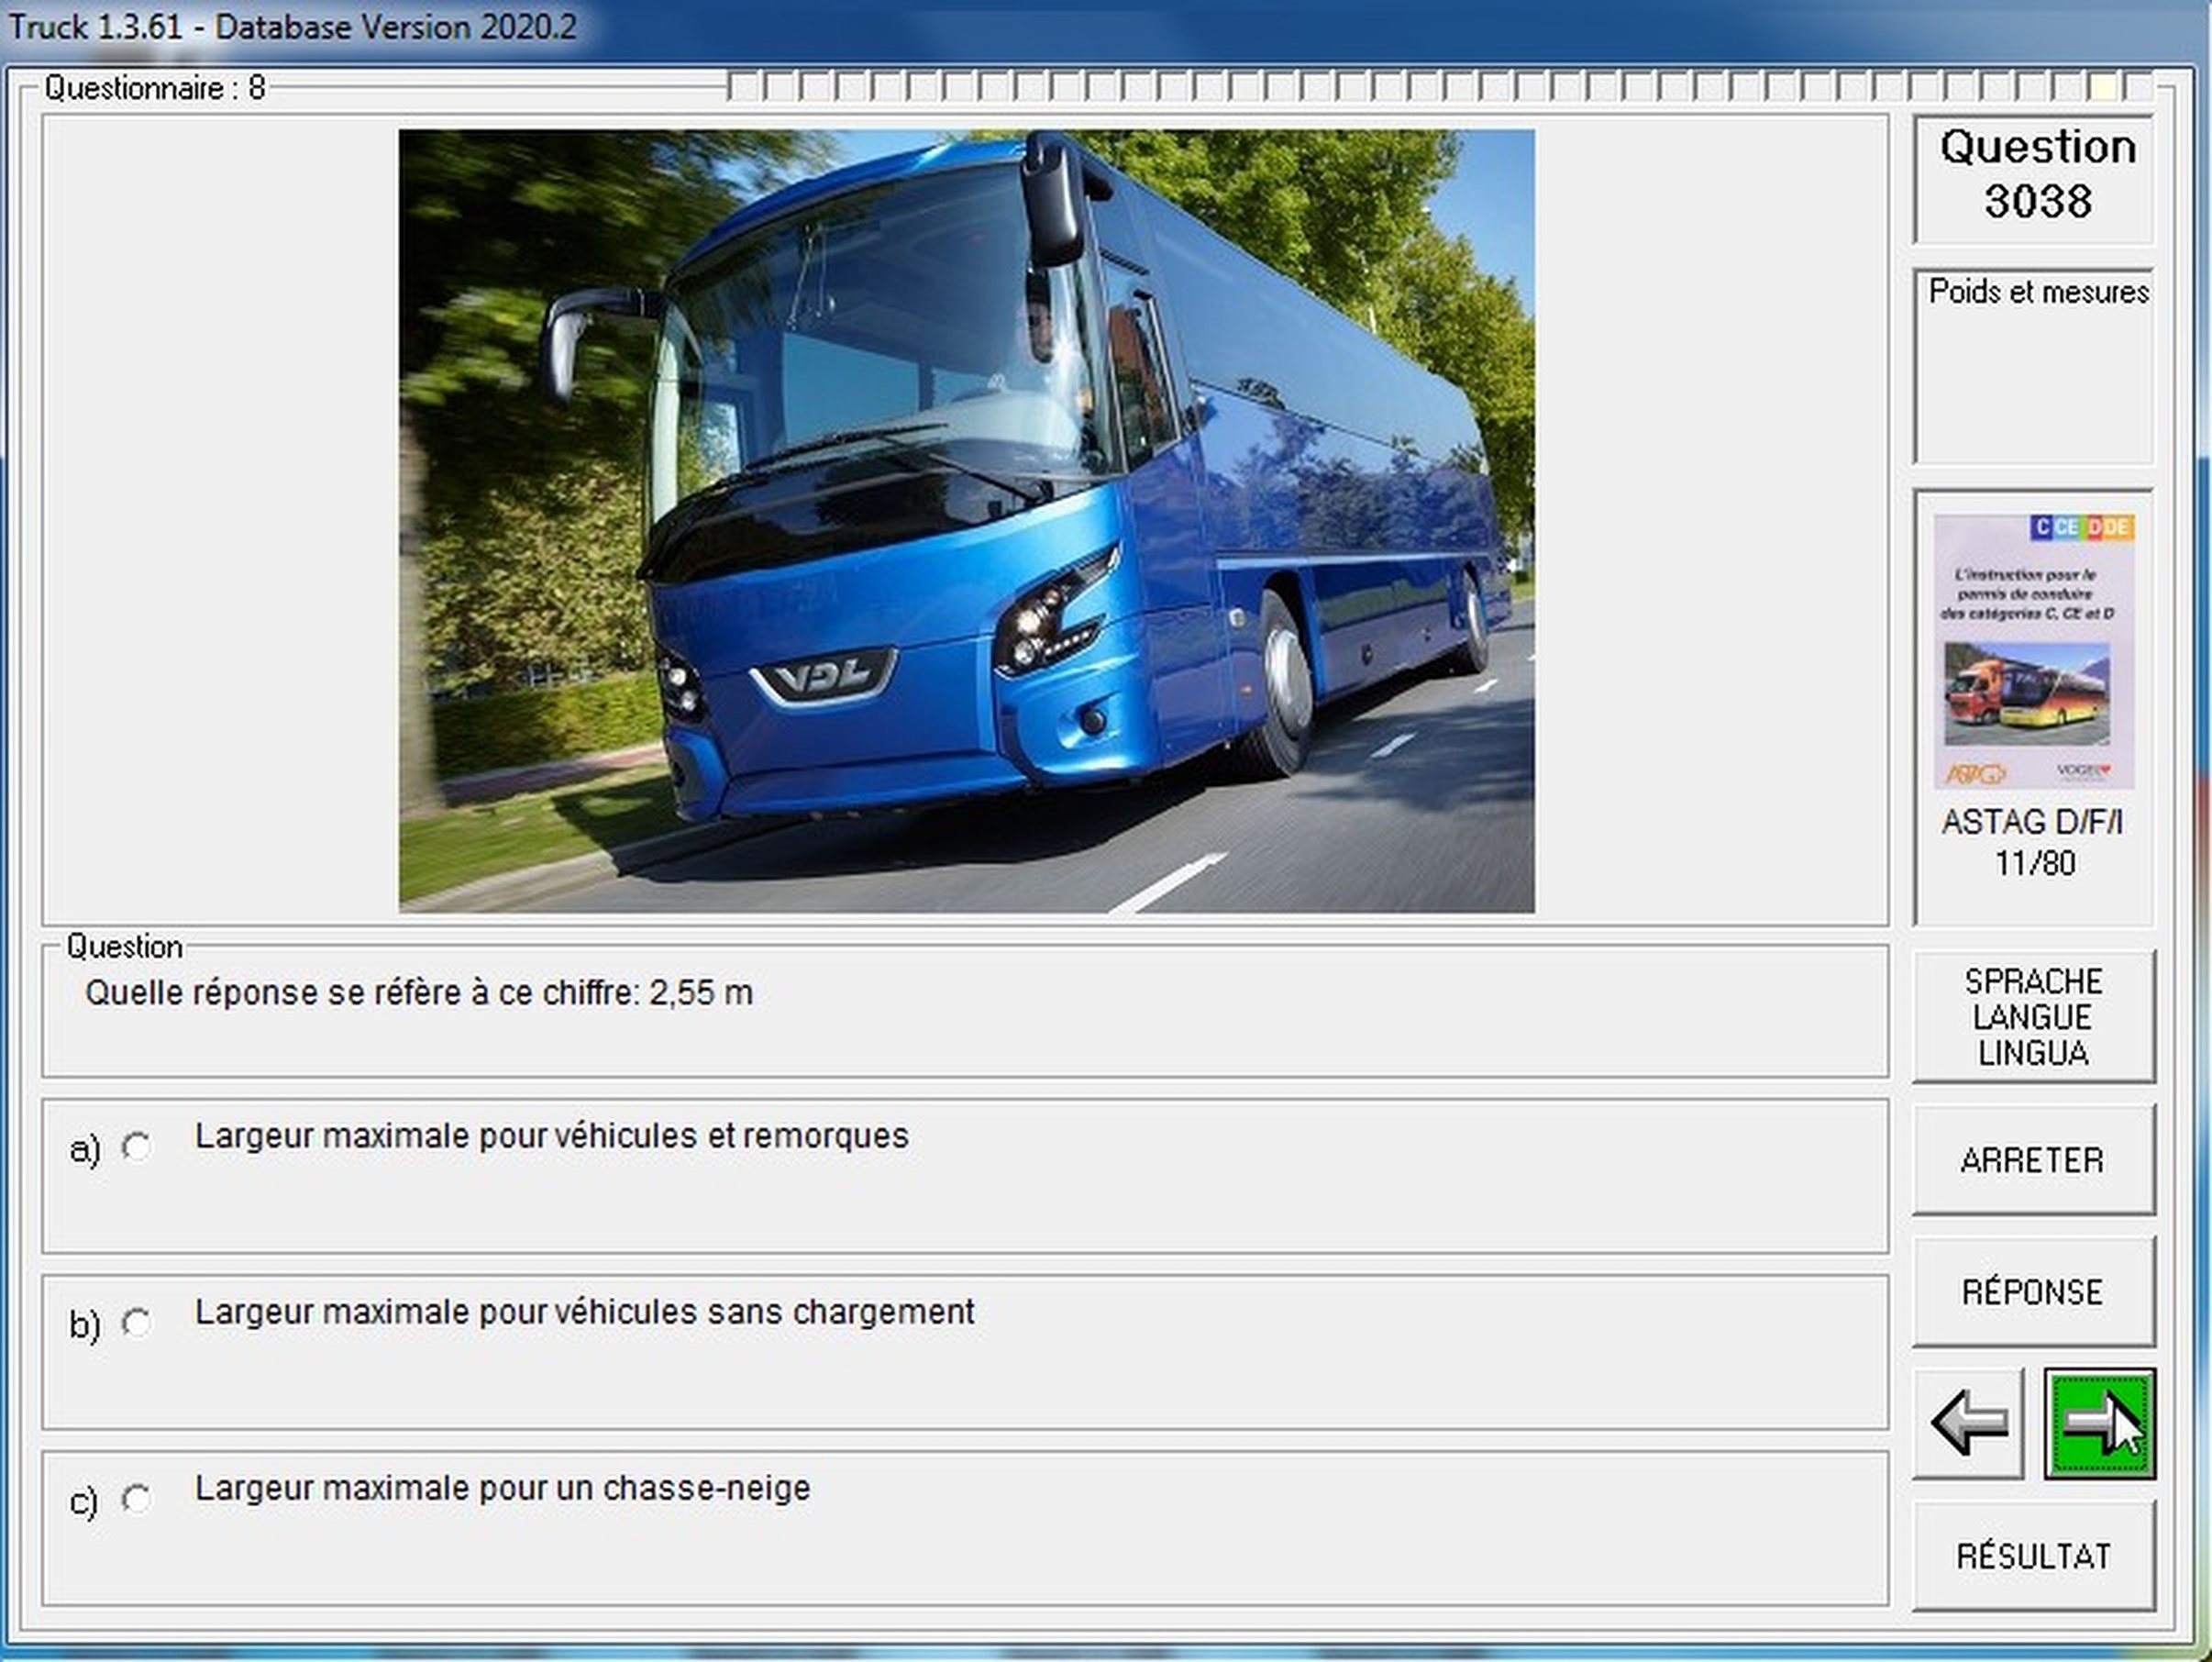 Truck 1.3.61 - Database Version 2020.2
Questionnaire : 8
VDL
Question
3038
Poids et mesures
C CE D DE
L'instruction pour le
permis de conduire
des catégories C, CE et D
ASTAG
VOGEL
ASTAG D/F/I
11/80
Question
Quelle réponse se réfère à ce chiffre: 2,55 m
a) Largeur maximale pour véhicules et remorques
b) Largeur maximale pour véhicules sans chargement
c) Largeur maximale pour un chasse-neige
SPRACHE
LANGUE
LINGUA
ARRETER
RÉPONSE
RÉSULTAT